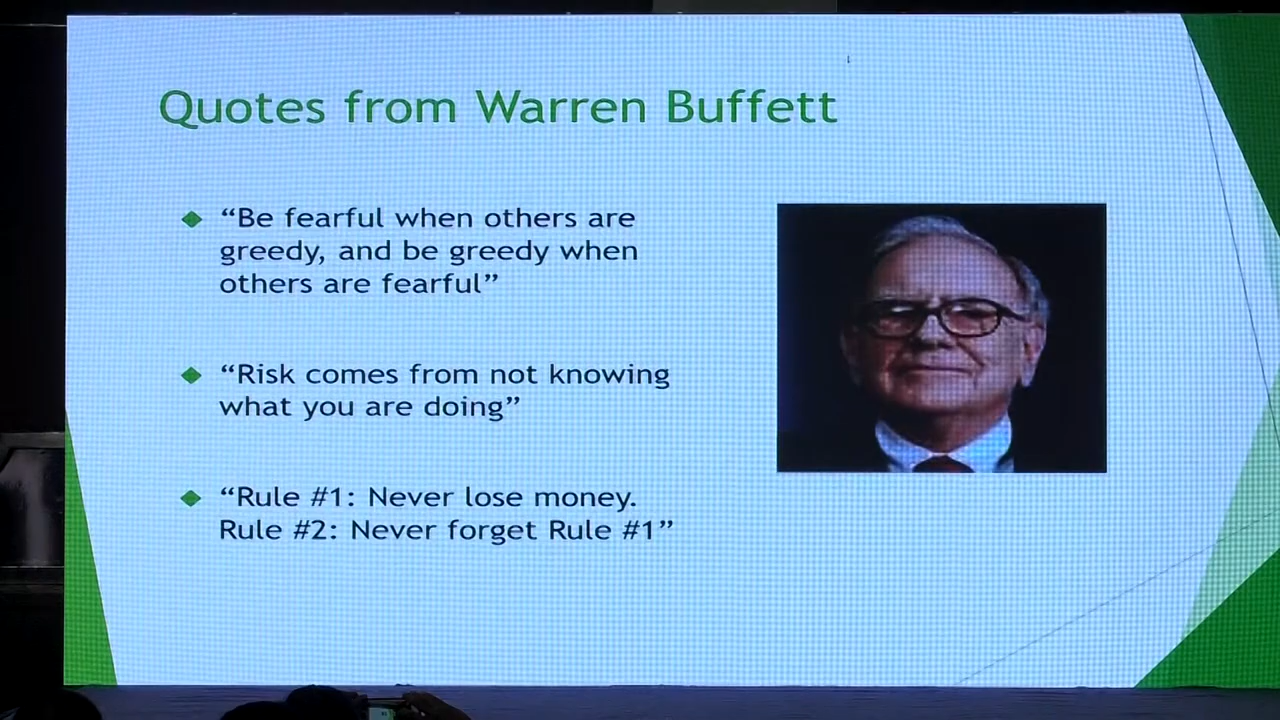 Quotes from Warren Buffett
“Be fearful when others are
greedy, and be greedy when
others are fearful”
“Risk comes from not knowing
what you are doing”
“Rule #1: Never lose money.
Rule #2: Never forget Rule #1”